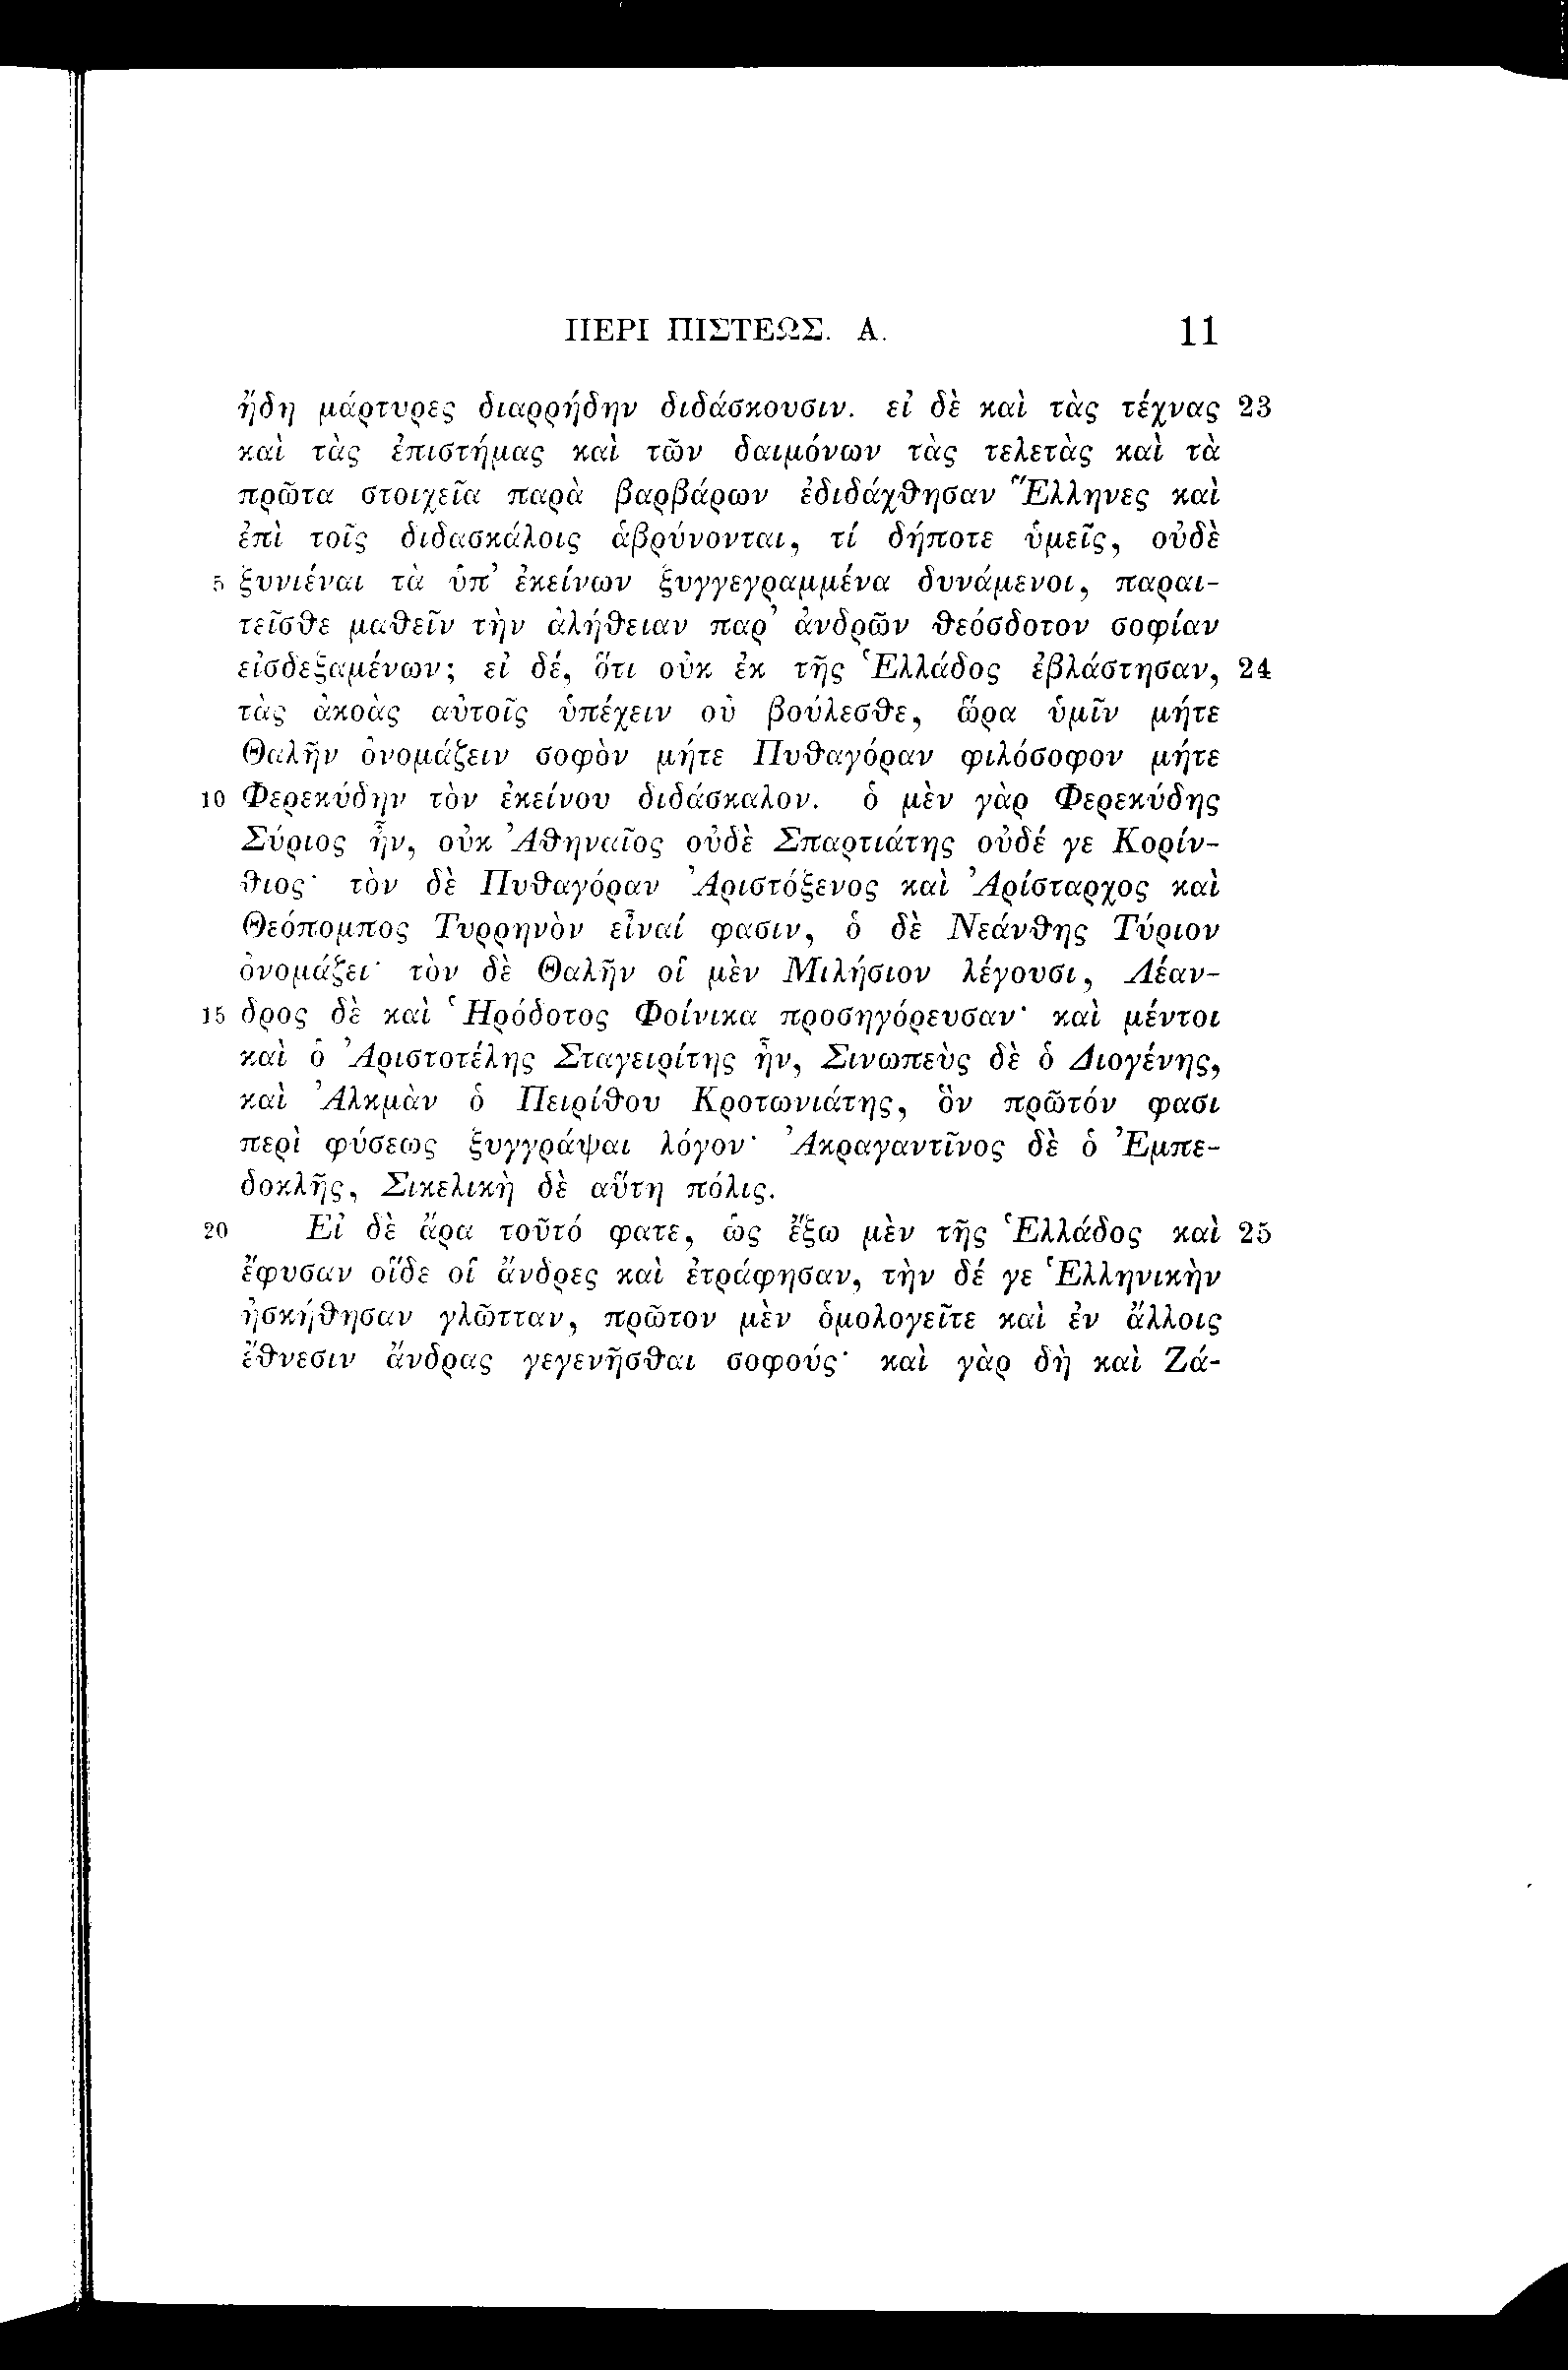 ΠΕΡΙ ΠΙΣΤΕΩΣ. Α. 11
ἤδη μάρτυρες διαρρήδην διδάσκουσιν. εἰ δὲ καὶ τὰς τέχνας 23
καὶ τὰς ἐπιστήμας καὶ τῶν δαιμόνων τὰς τελετὰς καὶ τὰ
πρῶτα στοιχεῖα παρὰ βαρβάρων ἐδιδάχθησαν Ἕλληνες καὶ
ἐπὶ τοῖς διδασκάλοις ἁβρύνονται, τί δήποτε ὑμεῖς, οὐδὲ
5 ξυνιέναι τὰ ὑπ' ἐκείνων ξυγγεγραμμένα δυνάμενοι, παραι-
τεῖσθε μαθεῖν τὴν ἀλήθειαν παρ' ἀνδρῶν θεόσδοτον σοφίαν
εἰσδεξαμένων; εἰ δέ, ὅτι οὐκ ἐκ τῆς Ἑλλάδος ἐβλάστησαν, 24
τὰς ἀκοὰς αὐτοῖς ὑπέχειν οὐ βούλεσθε, ὥρα ὑμῖν μήτε
Θαλῆν ὀνομάζειν σοφὸν μήτε Πυθαγόραν φιλόσοφον μήτε
10 Φερεκύδην τὸν ἐκείνου διδάσκαλον. ὁ μὲν γὰρ Φερεκύδης
Σύριος ἦν, οὐκ Ἀθηναῖος οὐδὲ Σπαρτιάτης οὐδέ γε Κορίν-
θιος· τὸν δὲ Πυθαγόραν Ἀριστόξενος καὶ Ἀρίσταρχος καὶ
Θεόπομπος Τυρρηνὸν εἶναί φασιν, ὁ δὲ Νεάνθης Τύριον
ὀνομάζει· τὸν δὲ Θαλῆν οἱ μὲν Μιλήσιον λέγουσι, Λέαν-
15 δρος δὲ καὶ Ἡρόδοτος Φοίνικα προσηγόρευσαν· καὶ μέντοι
καὶ ὁ Ἀριστοτέλης Σταγειρίτης ἦν, Σινωπεὺς δὲ ὁ Διογένης,
καὶ Ἀλκμὰν ὁ Πειρίθου Κροτωνιάτης, ὃν πρῶτόν φασι
περὶ φύσεως ξυγγράψαι λόγον· Ἀκραγαντῖνος δὲ ὁ Ἐμπε-
δοκλῆς, Σικελικὴ δὲ αὕτη πόλις.
20 Εἰ δὲ ἄρα τοῦτό φατε, ὡς ἔξω μὲν τῆς Ἑλλάδος καὶ 25
ἔφυσαν οἵδε οἱ ἄνδρες καὶ ἐτράφησαν, τὴν δέ γε Ἑλληνικὴν
ἠσκήθησαν γλῶτταν, πρῶτον μὲν ὁμολογεῖτε καὶ ἐν ἄλλοις
ἔθνεσιν ἄνδρας γεγενῆσθαι σοφούς· καὶ γὰρ δὴ καὶ Ζά-